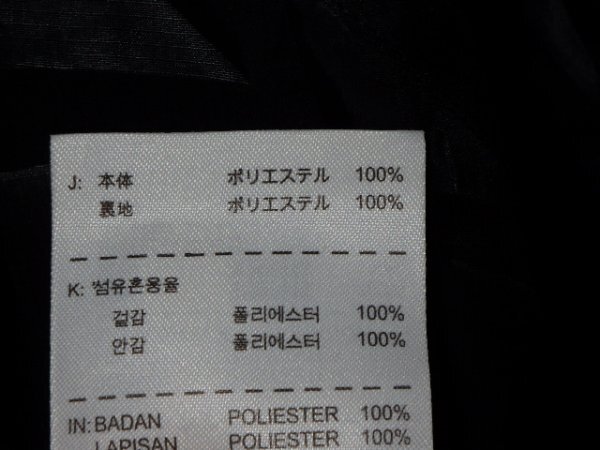 J: 本体 ポリエステル 100%
裏地 ポリエステル 100%
K: 섬유혼용율
겉감 폴리에스터 100%
안감 폴리에스터 100%
IN: BADAN POLIESTER 100%
LAPISAN POLIESTER 100%